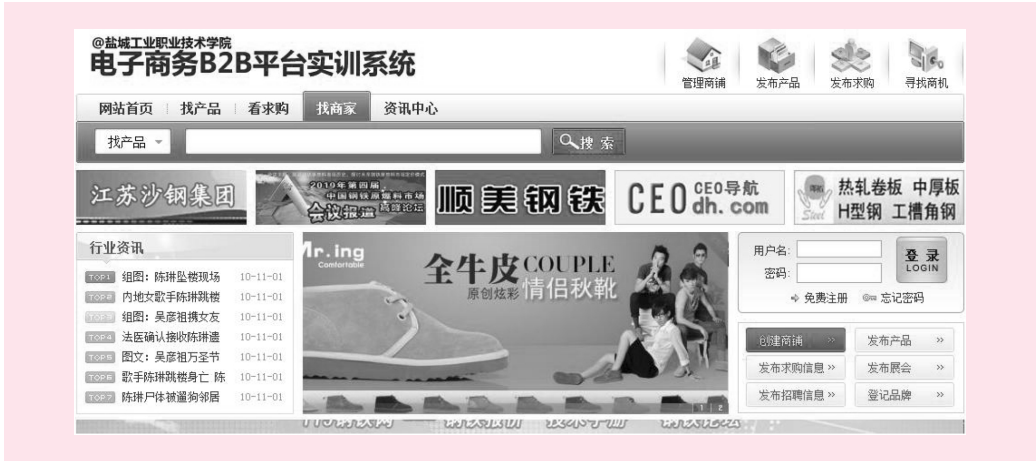 @盐城工业职业技术学院
电子商务B2B平台实训系统
管理商铺 发布产品 发布求购 寻找商机
网站首页 找产品 看求购 找商家 资讯中心
找产品 搜索
江苏沙钢集团
2010年第四届
中国钢铁原燃料市场
会议报道 高峰论坛
顺美钢铁
CEO CEO导航
dh.com
Steel
热轧卷板 中厚板
H型钢 工槽角钢
行业资讯
TOP1 组图：陈琳坠楼现场 10-11-01
TOP2 内地女歌手陈琳跳楼 10-11-01
TOP3 组图：吴彦祖携女友 10-11-01
TOP4 法医确认接收陈琳遗 10-11-01
TOP5 图文：吴彦祖万圣节 10-11-01
TOP6 歌手陈琳跳楼身亡 陈 10-11-01
TOP7 陈琳尸体被遛狗邻居 10-11-01
Mr.ing
Comfortable
全牛皮COUPLE
原创炫彩情侣秋靴
1 2
用户名：
密码：
登录
LOGIN
免费注册 忘记密码
创建商铺 >> 发布产品 >>
发布求购信息 >> 发布展会 >>
发布招聘信息 >> 登记品牌 >>